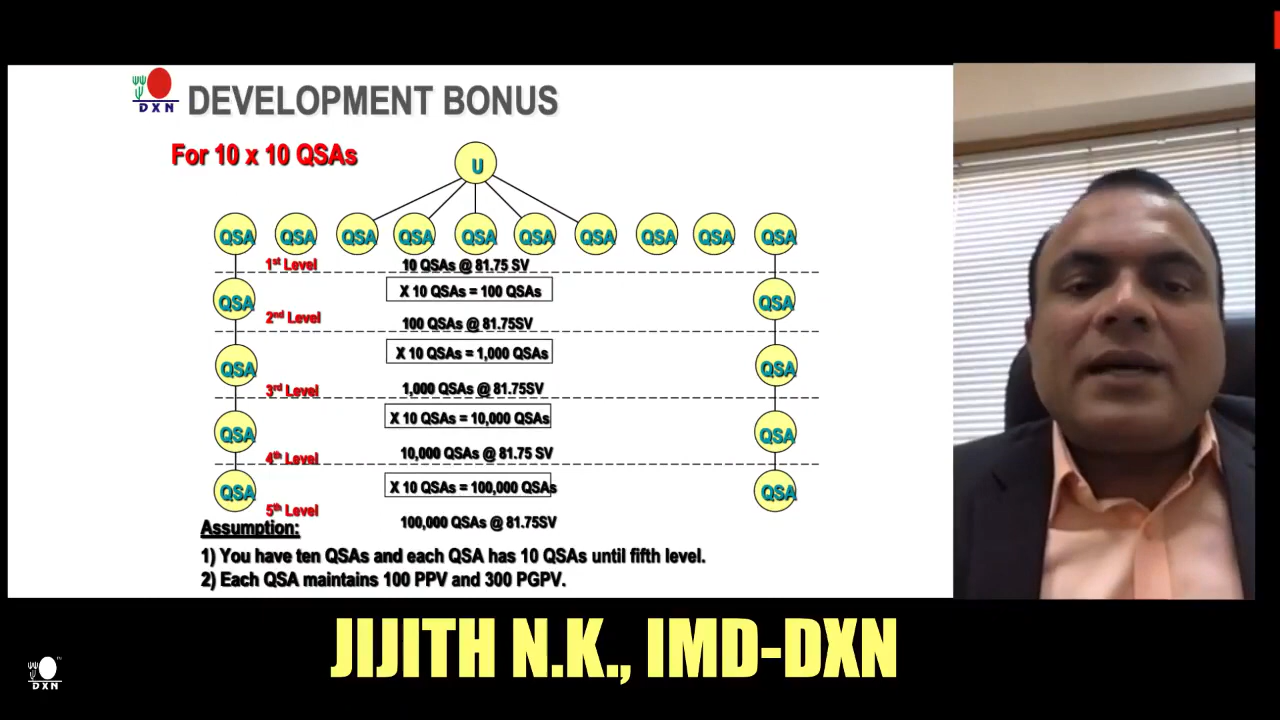 DXN
DEVELOPMENT BONUS
For 10 x 10 QSAs
U
QSA QSA QSA QSA QSA QSA QSA QSA QSA QSA
1st Level
10 QSAs @ 81.75 SV
X 10 QSAs = 100 QSAs
QSA QSA
2nd Level
100 QSAs @ 81.75SV
X 10 QSAs = 1,000 QSAs
QSA QSA
3rd Level
1,000 QSAs @ 81.75SV
X 10 QSAs = 10,000 QSAs
QSA QSA
4th Level
10,000 QSAs @ 81.75 SV
X 10 QSAs = 100,000 QSAs
QSA QSA
5th Level
100,000 QSAs @ 81.75SV
Assumption:
1) You have ten QSAs and each QSA has 10 QSAs until fifth level.
2) Each QSA maintains 100 PPV and 300 PGPV.
JIJITH N.K., IMD-DXN
DXN